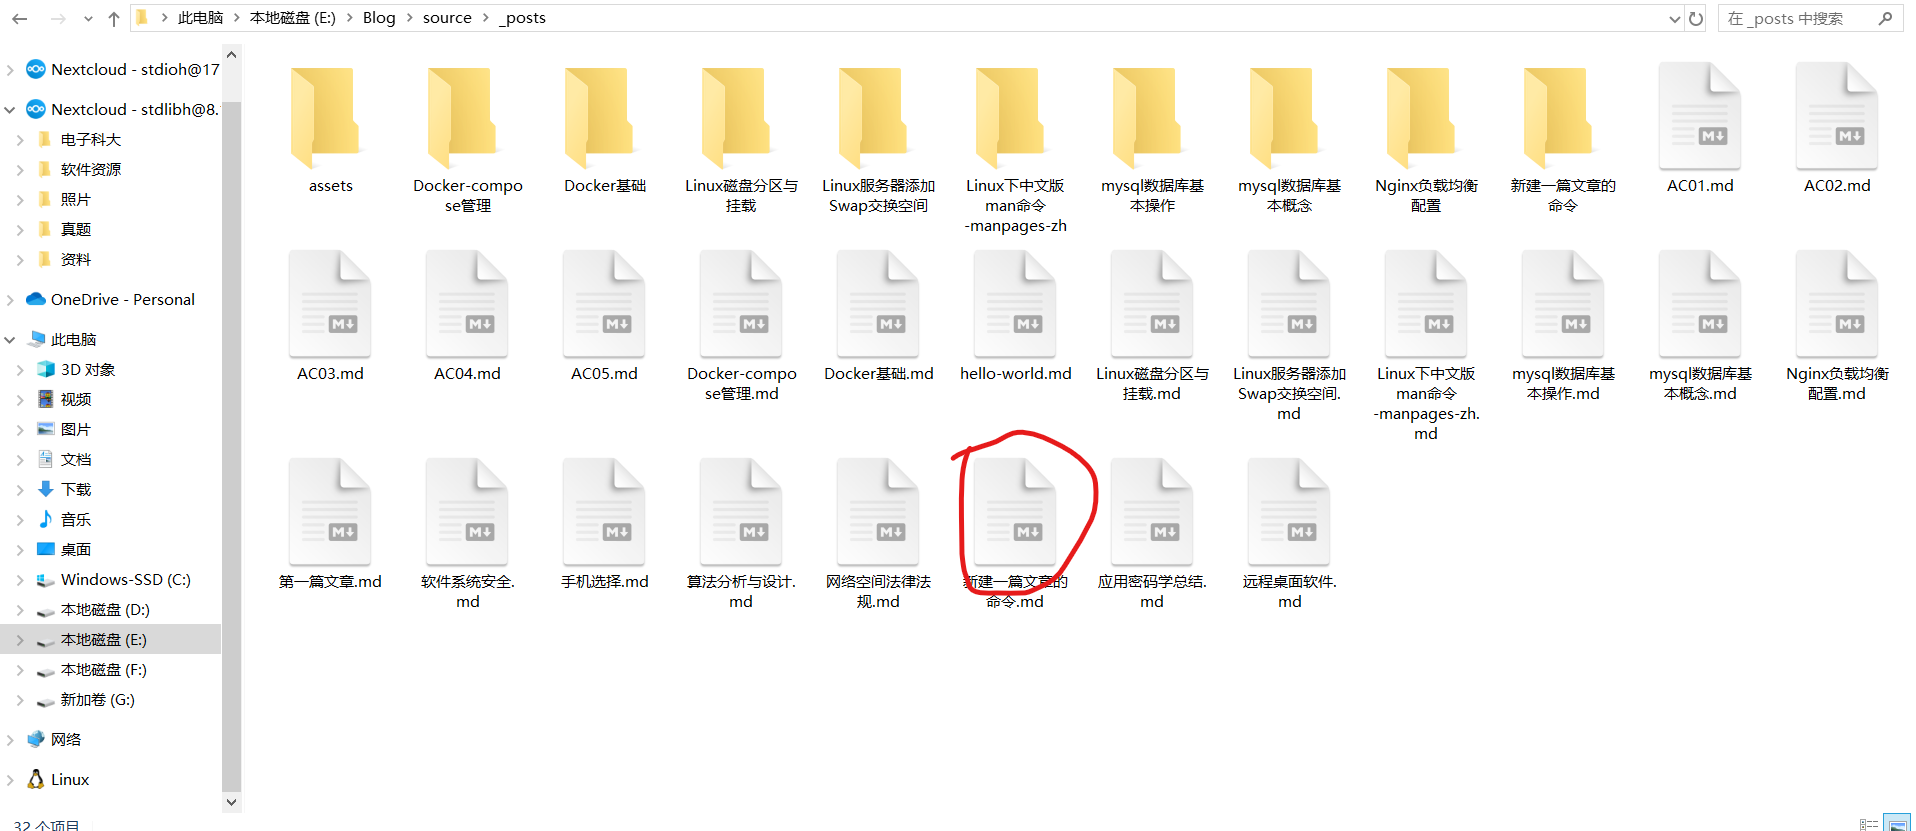 此电脑 > 本地磁盘 (E:) > Blog > source > _posts
在 _posts 中搜索
Nextcloud - stdioh@17
Nextcloud - stdlibh@8.
电子科大
软件资源
照片
真题
资料
OneDrive - Personal
此电脑
3D 对象
视频
图片
文档
下载
音乐
桌面
Windows-SSD (C:)
本地磁盘 (D:)
本地磁盘 (E:)
本地磁盘 (F:)
新加卷 (G:)
网络
Linux
assets
Docker-compo
se管理
Docker基础
Linux磁盘分区与
挂载
Linux服务器添加
Swap交换空间
Linux下中文版
man命令
-manpages-zh
mysql数据库基
本操作
mysql数据库基
本概念
Nginx负载均衡
配置
新建一篇文章的
命令
AC01.md
AC02.md
AC03.md
AC04.md
AC05.md
Docker-compo
se管理.md
Docker基础.md
hello-world.md
Linux磁盘分区与
挂载.md
Linux服务器添加
Swap交换空间.
md
Linux下中文版
man命令
-manpages-zh.
md
mysql数据库基
本操作.md
mysql数据库基
本概念.md
Nginx负载均衡
配置.md
第一篇文章.md
软件系统安全.
md
手机选择.md
算法分析与设计.
md
网络空间法律法
规.md
新建一篇文章的
命令.md
应用密码学总结.
md
远程桌面软件.
md
32 个项目